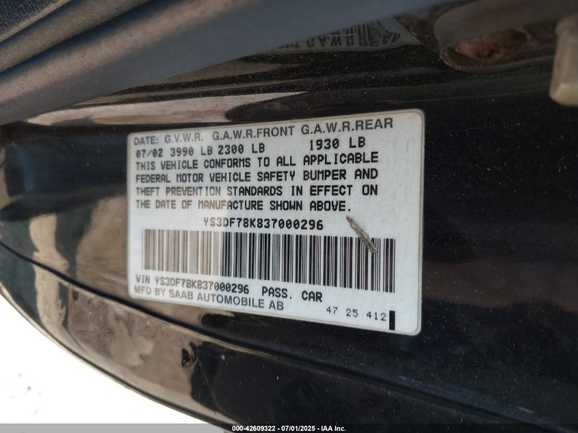 DATE: G.V.W.R. G.A.W.R.FRONT G.A.W.R.REAR
07/02 3990 LB 2300 LB 1930 LB
THIS VEHICLE CONFORMS TO ALL APPLICABLE
FEDERAL MOTOR VEHICLE SAFETY BUMPER AND
THEFT PREVENTION STANDARDS IN EFFECT ON
THE DATE OF MANUFACTURE SHOWN ABOVE.
YS3DF78K837000296
VIN YS3DF78K837000296 PASS. CAR
MFD BY SAAB AUTOMOBILE AB
47 25 412
000-42609322 - 07/01/2025 - IAA Inc.